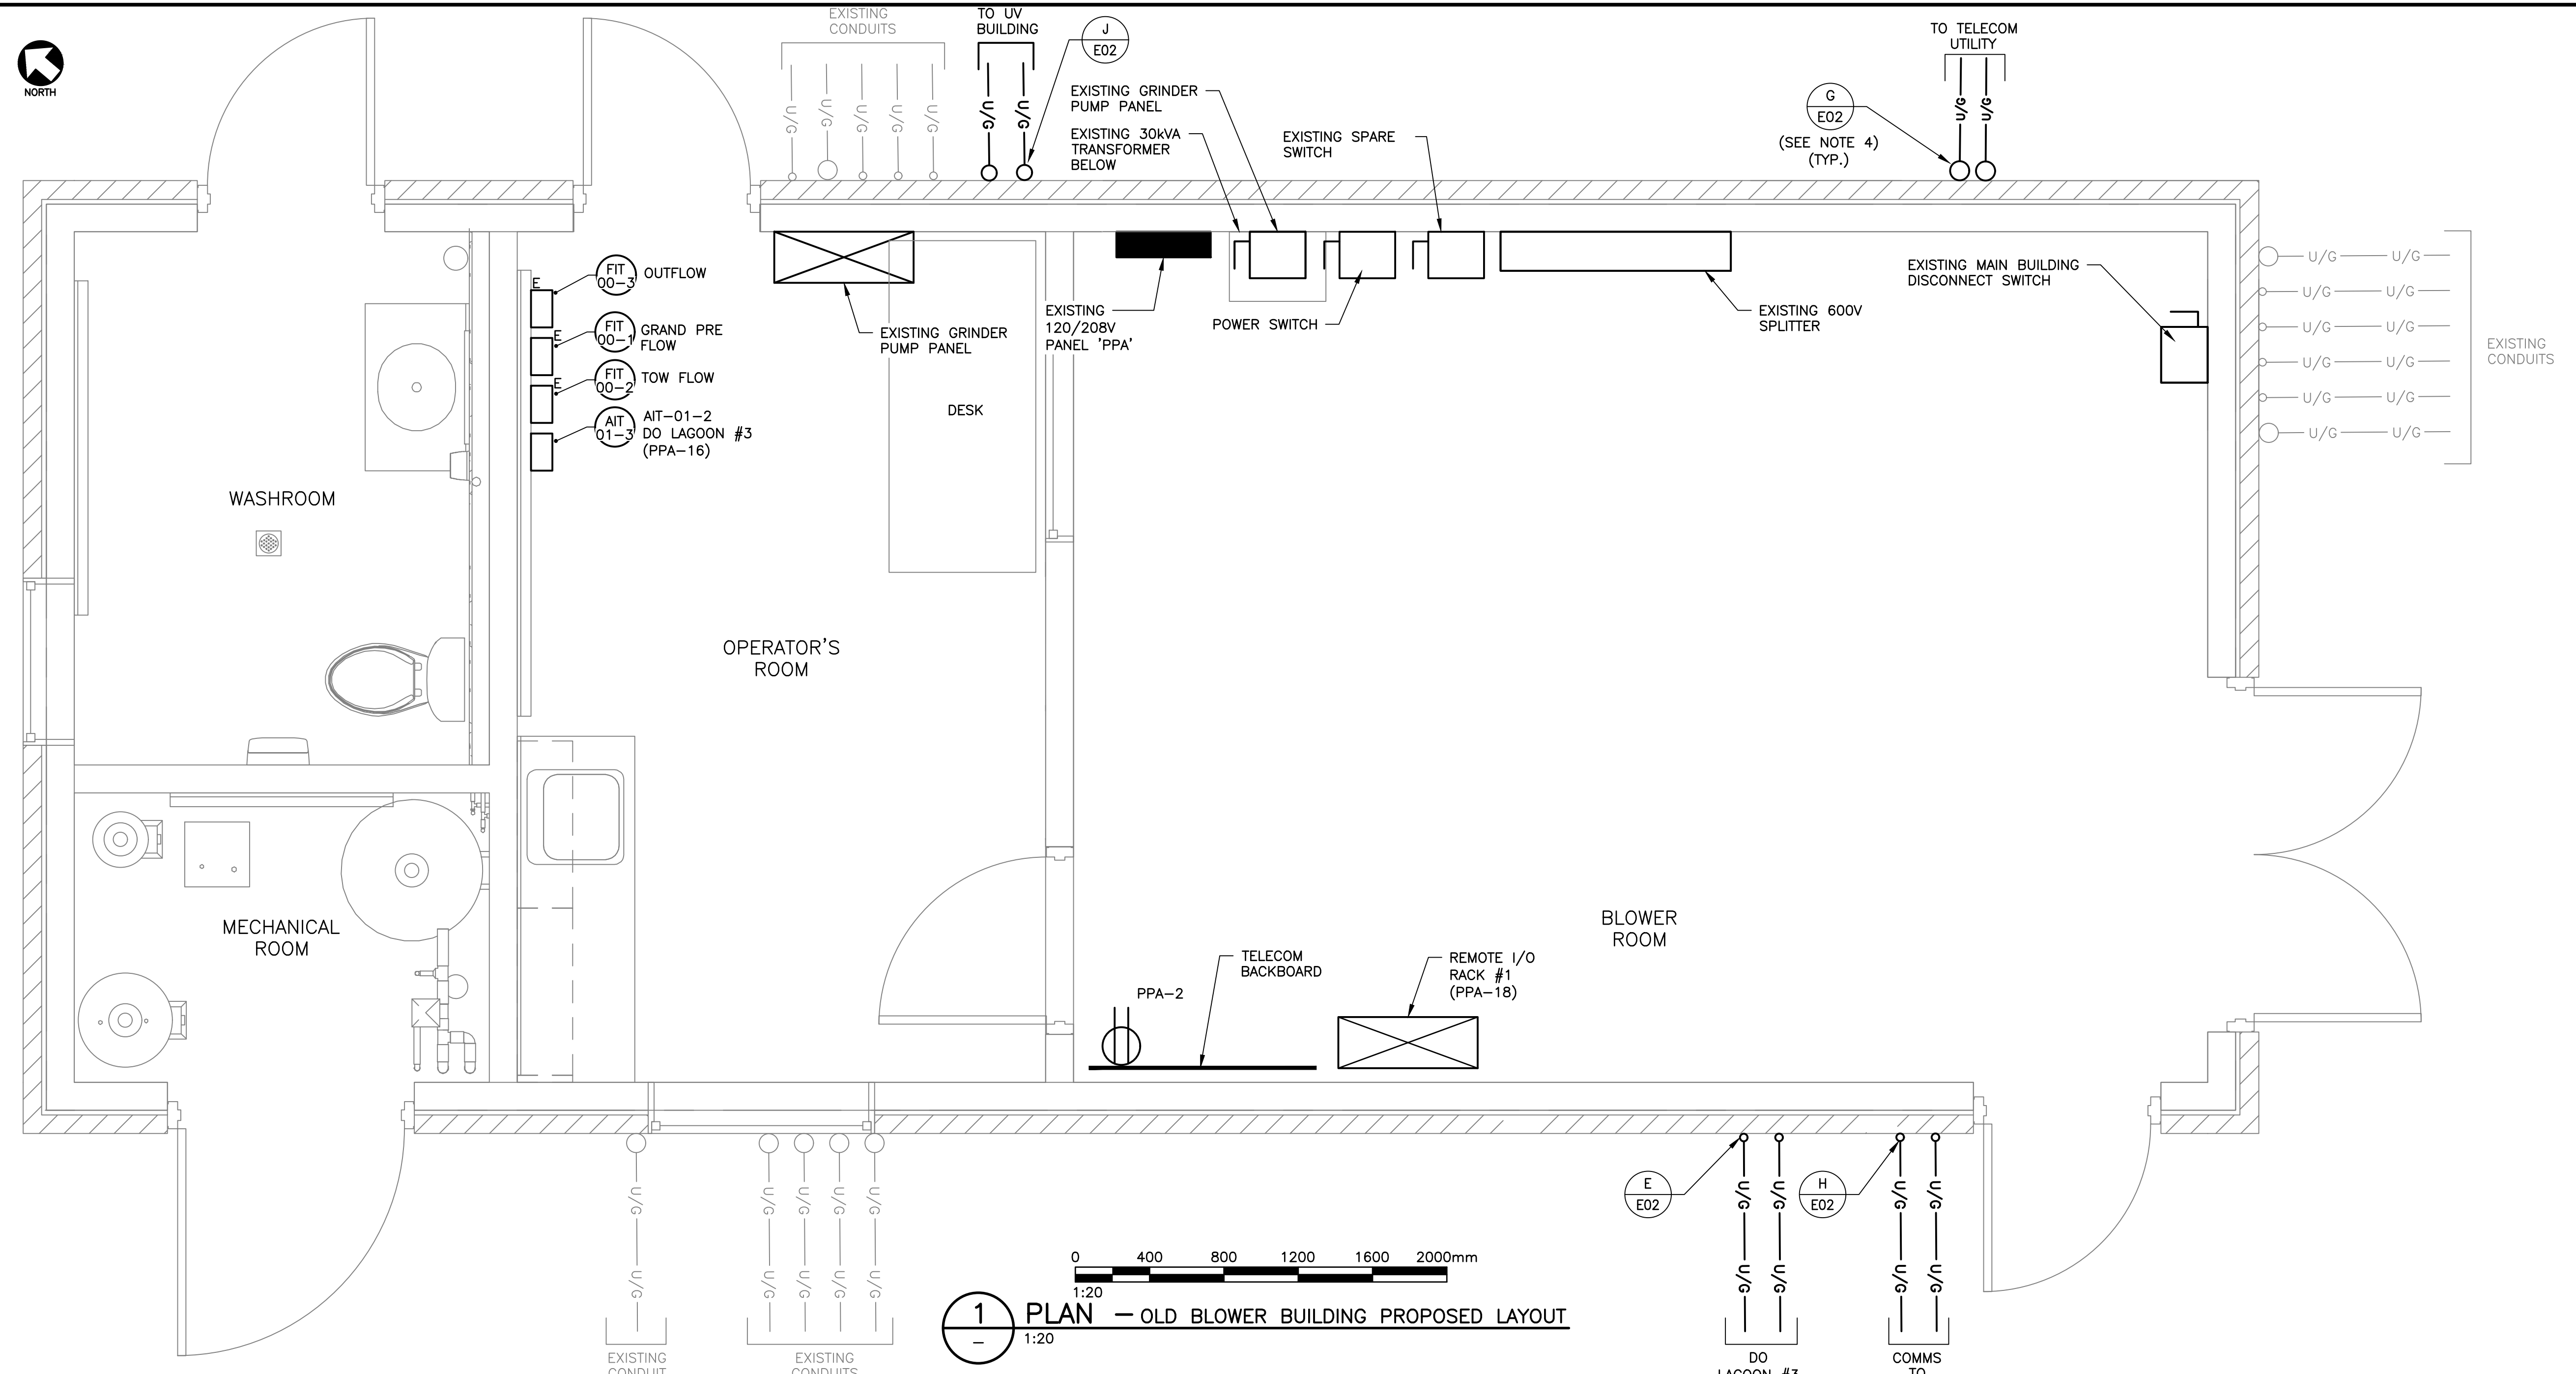 NORTH
EXISTING
CONDUITS
U/G
U/G
U/G
U/G
U/G
TO UV
BUILDING
U/G
U/G
J
E02
EXISTING GRINDER
PUMP PANEL
EXISTING 30kVA
TRANSFORMER
BELOW
EXISTING SPARE
SWITCH
G
E02
(SEE NOTE 4)
(TYP.)
TO TELECOM
UTILITY
U/G
U/G
E
FIT
00-3
OUTFLOW
E
FIT
00-1
GRAND PRE
FLOW
E
FIT
00-2
TOW FLOW
AIT
01-3
AIT-01-2
DO LAGOON #3
(PPA-16)
EXISTING GRINDER
PUMP PANEL
EXISTING
120/208V
PANEL 'PPA'
POWER SWITCH
EXISTING 600V
SPLITTER
EXISTING MAIN BUILDING
DISCONNECT SWITCH
U/G U/G
U/G U/G
U/G U/G
U/G U/G
U/G U/G
U/G U/G
EXISTING
CONDUITS
DESK
WASHROOM
OPERATOR'S
ROOM
MECHANICAL
ROOM
BLOWER
ROOM
PPA-2
TELECOM
BACKBOARD
REMOTE I/O
RACK #1
(PPA-18)
U/G
U/G
EXISTING
CONDUIT
U/G U/G U/G U/G
U/G U/G U/G U/G
EXISTING
CONDUITS
E
E02
U/G U/G
U/G U/G
DO
LAGOON #3
H
E02
U/G U/G
U/G U/G
COMMS
TO
0 400 800 1200 1600 2000mm
1:20
1
–
PLAN – OLD BLOWER BUILDING PROPOSED LAYOUT
1:20